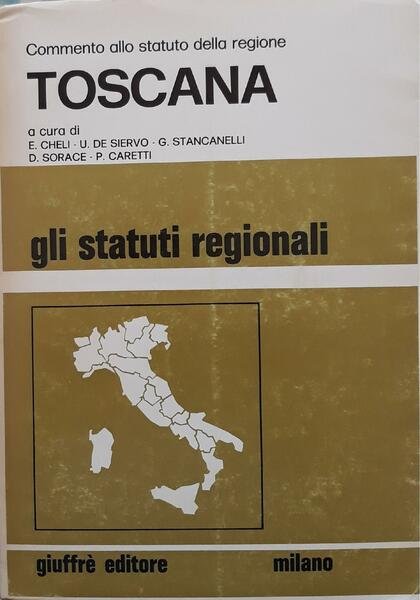 Commento allo statuto della regione
TOSCANA
a cura di
E. CHELI · U. DE SIERVO · G. STANCANELLI
D. SORACE · P. CARETTI
gli statuti regionali
giuffrè editore milano